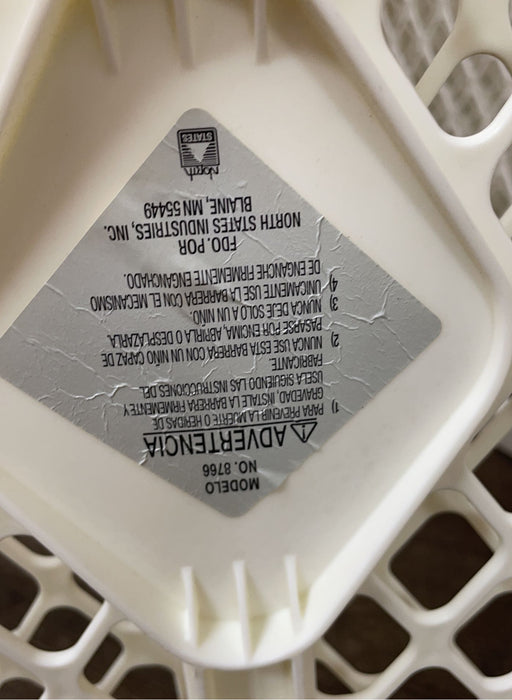 MODELO
NO. 8766
⚠ ADVERTENCIA
1) PARA PREVENIR LA MUERTE O HERIDAS DE
GRAVEDAD, INSTALE LA BARRERA FIRMEMENTE Y
USELA SIGUIENDO LAS INSTRUCCIONES DEL
FABRICANTE.
2) NUNCA USE ESTA BARRERA CON UN NIÑO CAPAZ DE
PASARSE POR ENCIMA, ABRIRLA O DESPLAZARLA.
3) NUNCA DEJE SOLO A UN NIÑO.
4) UNICAMENTE USE LA BARRERA CON EL MECANISMO
DE ENGANCHE FIRMEMENTE ENGANCHADO.
FDO. POR
NORTH STATES INDUSTRIES, INC.
BLAINE, MN 55449
North
STATES